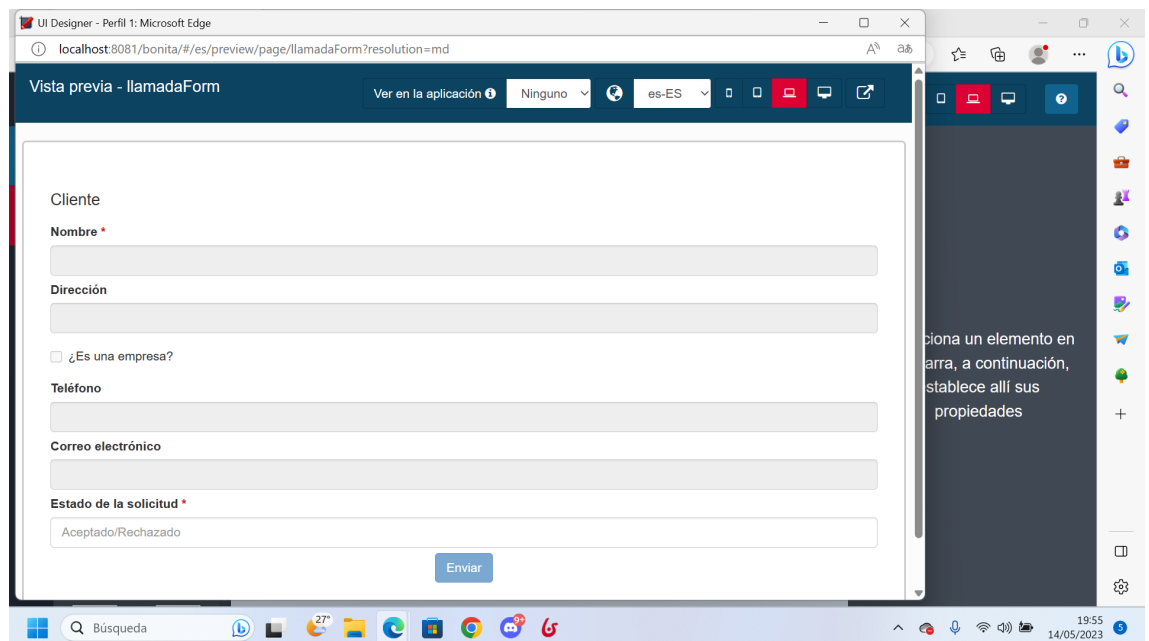 UI Designer - Perfil 1: Microsoft Edge
localhost:8081/bonita/#/es/preview/page/llamadaForm?resolution=md
Vista previa - llamadaForm
Ver en la aplicación
Ninguno
es-ES
Cliente
Nombre *
Dirección
¿Es una empresa?
Teléfono
Correo electrónico
Estado de la solicitud *
Aceptado/Rechazado
Enviar
ciona un elemento en
arra, a continuación,
stablece allí sus
propiedades
Búsqueda
27°
9+
19:55
14/05/2023
5